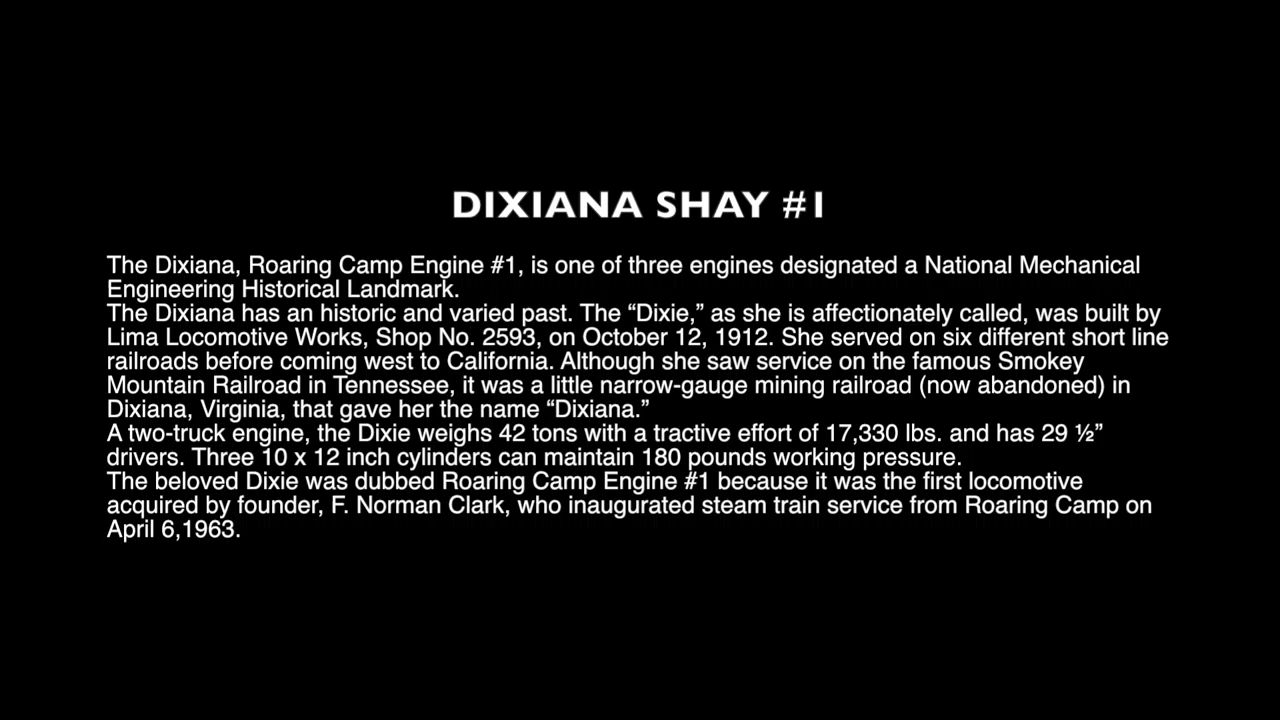 DIXIANA SHAY #1
The Dixiana, Roaring Camp Engine #1, is one of three engines designated a National Mechanical
Engineering Historical Landmark.
The Dixiana has an historic and varied past. The “Dixie,” as she is affectionately called, was built by
Lima Locomotive Works, Shop No. 2593, on October 12, 1912. She served on six different short line
railroads before coming west to California. Although she saw service on the famous Smokey
Mountain Railroad in Tennessee, it was a little narrow-gauge mining railroad (now abandoned) in
Dixiana, Virginia, that gave her the name “Dixiana.”
A two-truck engine, the Dixie weighs 42 tons with a tractive effort of 17,330 lbs. and has 29 ½”
drivers. Three 10 x 12 inch cylinders can maintain 180 pounds working pressure.
The beloved Dixie was dubbed Roaring Camp Engine #1 because it was the first locomotive
acquired by founder, F. Norman Clark, who inaugurated steam train service from Roaring Camp on
April 6,1963.